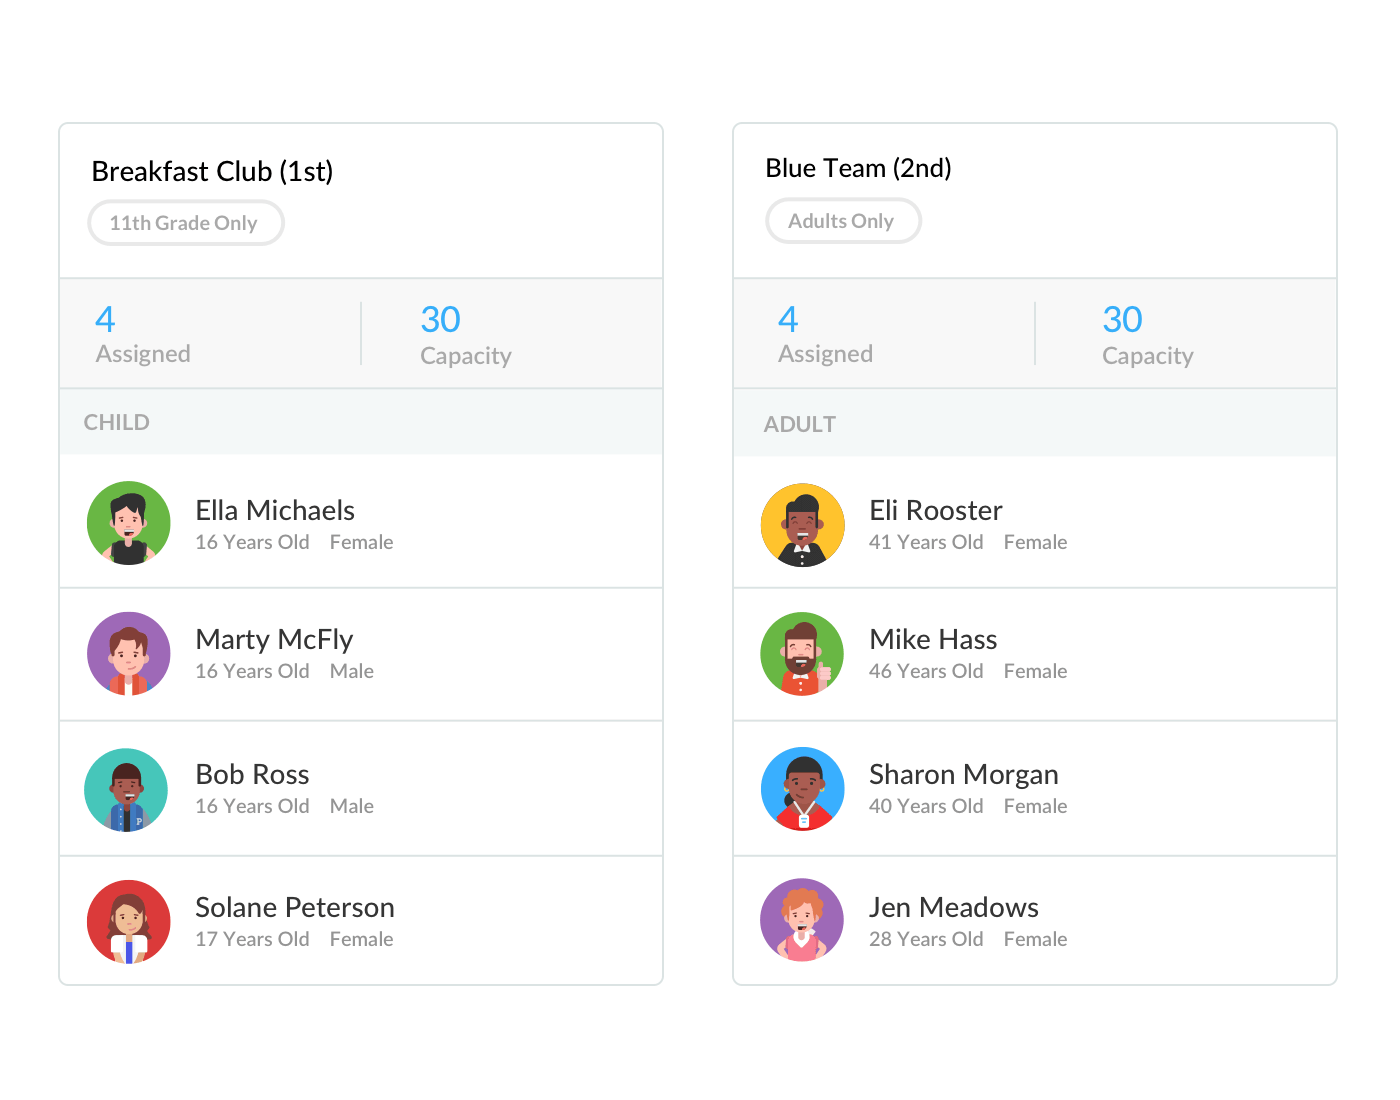 Breakfast Club (1st)
11th Grade Only
4
Assigned
30
Capacity
CHILD
Ella Michaels
16 Years Old Female
Marty McFly
16 Years Old Male
Bob Ross
16 Years Old Male
P
Solane Peterson
17 Years Old Female
Blue Team (2nd)
Adults Only
4
Assigned
30
Capacity
ADULT
Eli Rooster
41 Years Old Female
Mike Hass
46 Years Old Female
Sharon Morgan
40 Years Old Female
Jen Meadows
28 Years Old Female